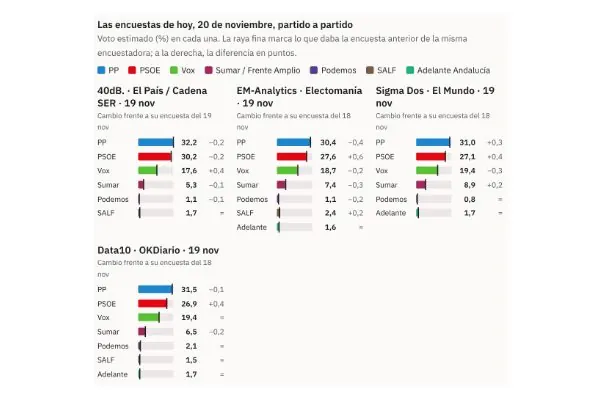 Las encuestas de hoy, 20 de noviembre, partido a partido
Voto estimado (%) en cada una. La raya fina marca lo que daba la encuesta anterior de la misma
encuestadora; a la derecha, la diferencia en puntos.
PP PSOE Vox Sumar / Frente Amplio Podemos SALF Adelante Andalucía
40dB. · El País / Cadena
SER · 19 nov
Cambio frente a su encuesta del 19
nov
PP 32,2 −0,2
PSOE 30,2 −0,2
Vox 17,6 +0,4
Sumar 5,3 −0,1
Podemos 1,1 −0,1
SALF 1,7 =
EM-Analytics · Electomanía
· 19 nov
Cambio frente a su encuesta del 18
nov
PP 30,4 −0,4
PSOE 27,6 +0,6
Vox 18,7 −0,2
Sumar 7,4 −0,3
Podemos 1,1 −0,2
SALF 2,4 +0,2
Adelante 1,6 =
Sigma Dos · El Mundo · 19
nov
Cambio frente a su encuesta del 18
nov
PP 31,0 +0,3
PSOE 27,1 +0,4
Vox 19,4 −0,3
Sumar 8,9 +0,2
Podemos 0,8 =
Adelante 1,7 =
Data10 · OKDiario · 19 nov
Cambio frente a su encuesta del 18
nov
PP 31,5 −0,1
PSOE 26,9 +0,4
Vox 19,4 =
Sumar 6,5 −0,2
Podemos 2,1 =
SALF 1,5 =
Adelante 1,7 =